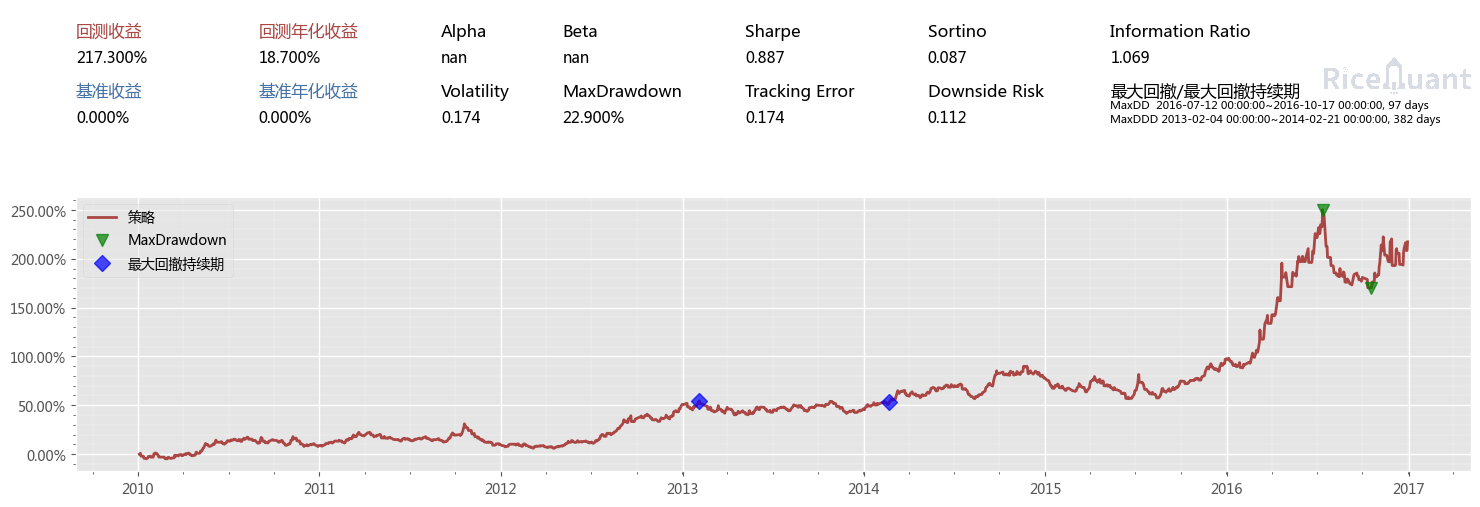 回测收益 回测年化收益 Alpha Beta Sharpe Sortino Information Ratio
217.300% 18.700% nan nan 0.887 0.087 1.069
RiceQuant
基准收益 基准年化收益 Volatility MaxDrawdown Tracking Error Downside Risk 最大回撤/最大回撤持续期
0.000% 0.000% 0.174 22.900% 0.174 0.112
MaxDD 2016-07-12 00:00:00~2016-10-17 00:00:00, 97 days
MaxDDD 2013-02-04 00:00:00~2014-02-21 00:00:00, 382 days
策略
MaxDrawdown
最大回撤持续期
250.00%
200.00%
150.00%
100.00%
50.00%
0.00%
2010 2011 2012 2013 2014 2015 2016 2017